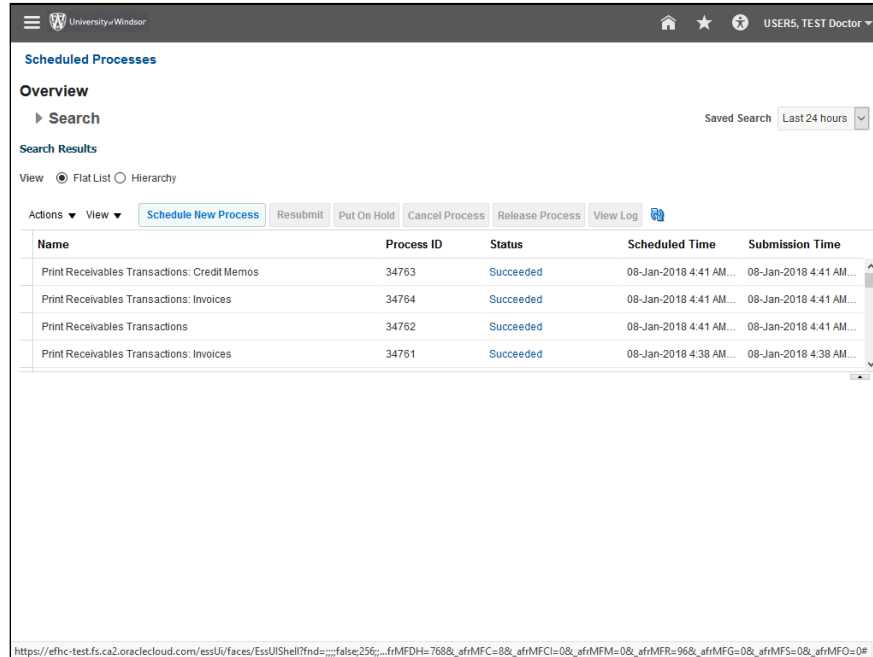 University of Windsor
USER5, TEST Doctor
Scheduled Processes
Overview
Search
Saved Search Last 24 hours
Search Results
View Flat List Hierarchy
Actions View Schedule New Process Resubmit Put On Hold Cancel Process Release Process View Log
Name Process ID Status Scheduled Time Submission Time
Print Receivables Transactions: Credit Memos 34763 Succeeded 08-Jan-2018 4:41 AM... 08-Jan-2018 4:41 AM...
Print Receivables Transactions: Invoices 34764 Succeeded 08-Jan-2018 4:41 AM... 08-Jan-2018 4:41 AM...
Print Receivables Transactions 34762 Succeeded 08-Jan-2018 4:41 AM... 08-Jan-2018 4:41 AM...
Print Receivables Transactions: Invoices 34761 Succeeded 08-Jan-2018 4:38 AM... 08-Jan-2018 4:38 AM...
https://efhc-test.fs.ca2.oraclecloud.com/essUi/faces/EssUIShell?fnd=;;;;false;256;;...frMFDH=768&_afrMFC=8&_afrMFCI=0&_afrMFM=0&_afrMFR=96&_afrMFG=0&_afrMFS=0&_afrMFO=0#